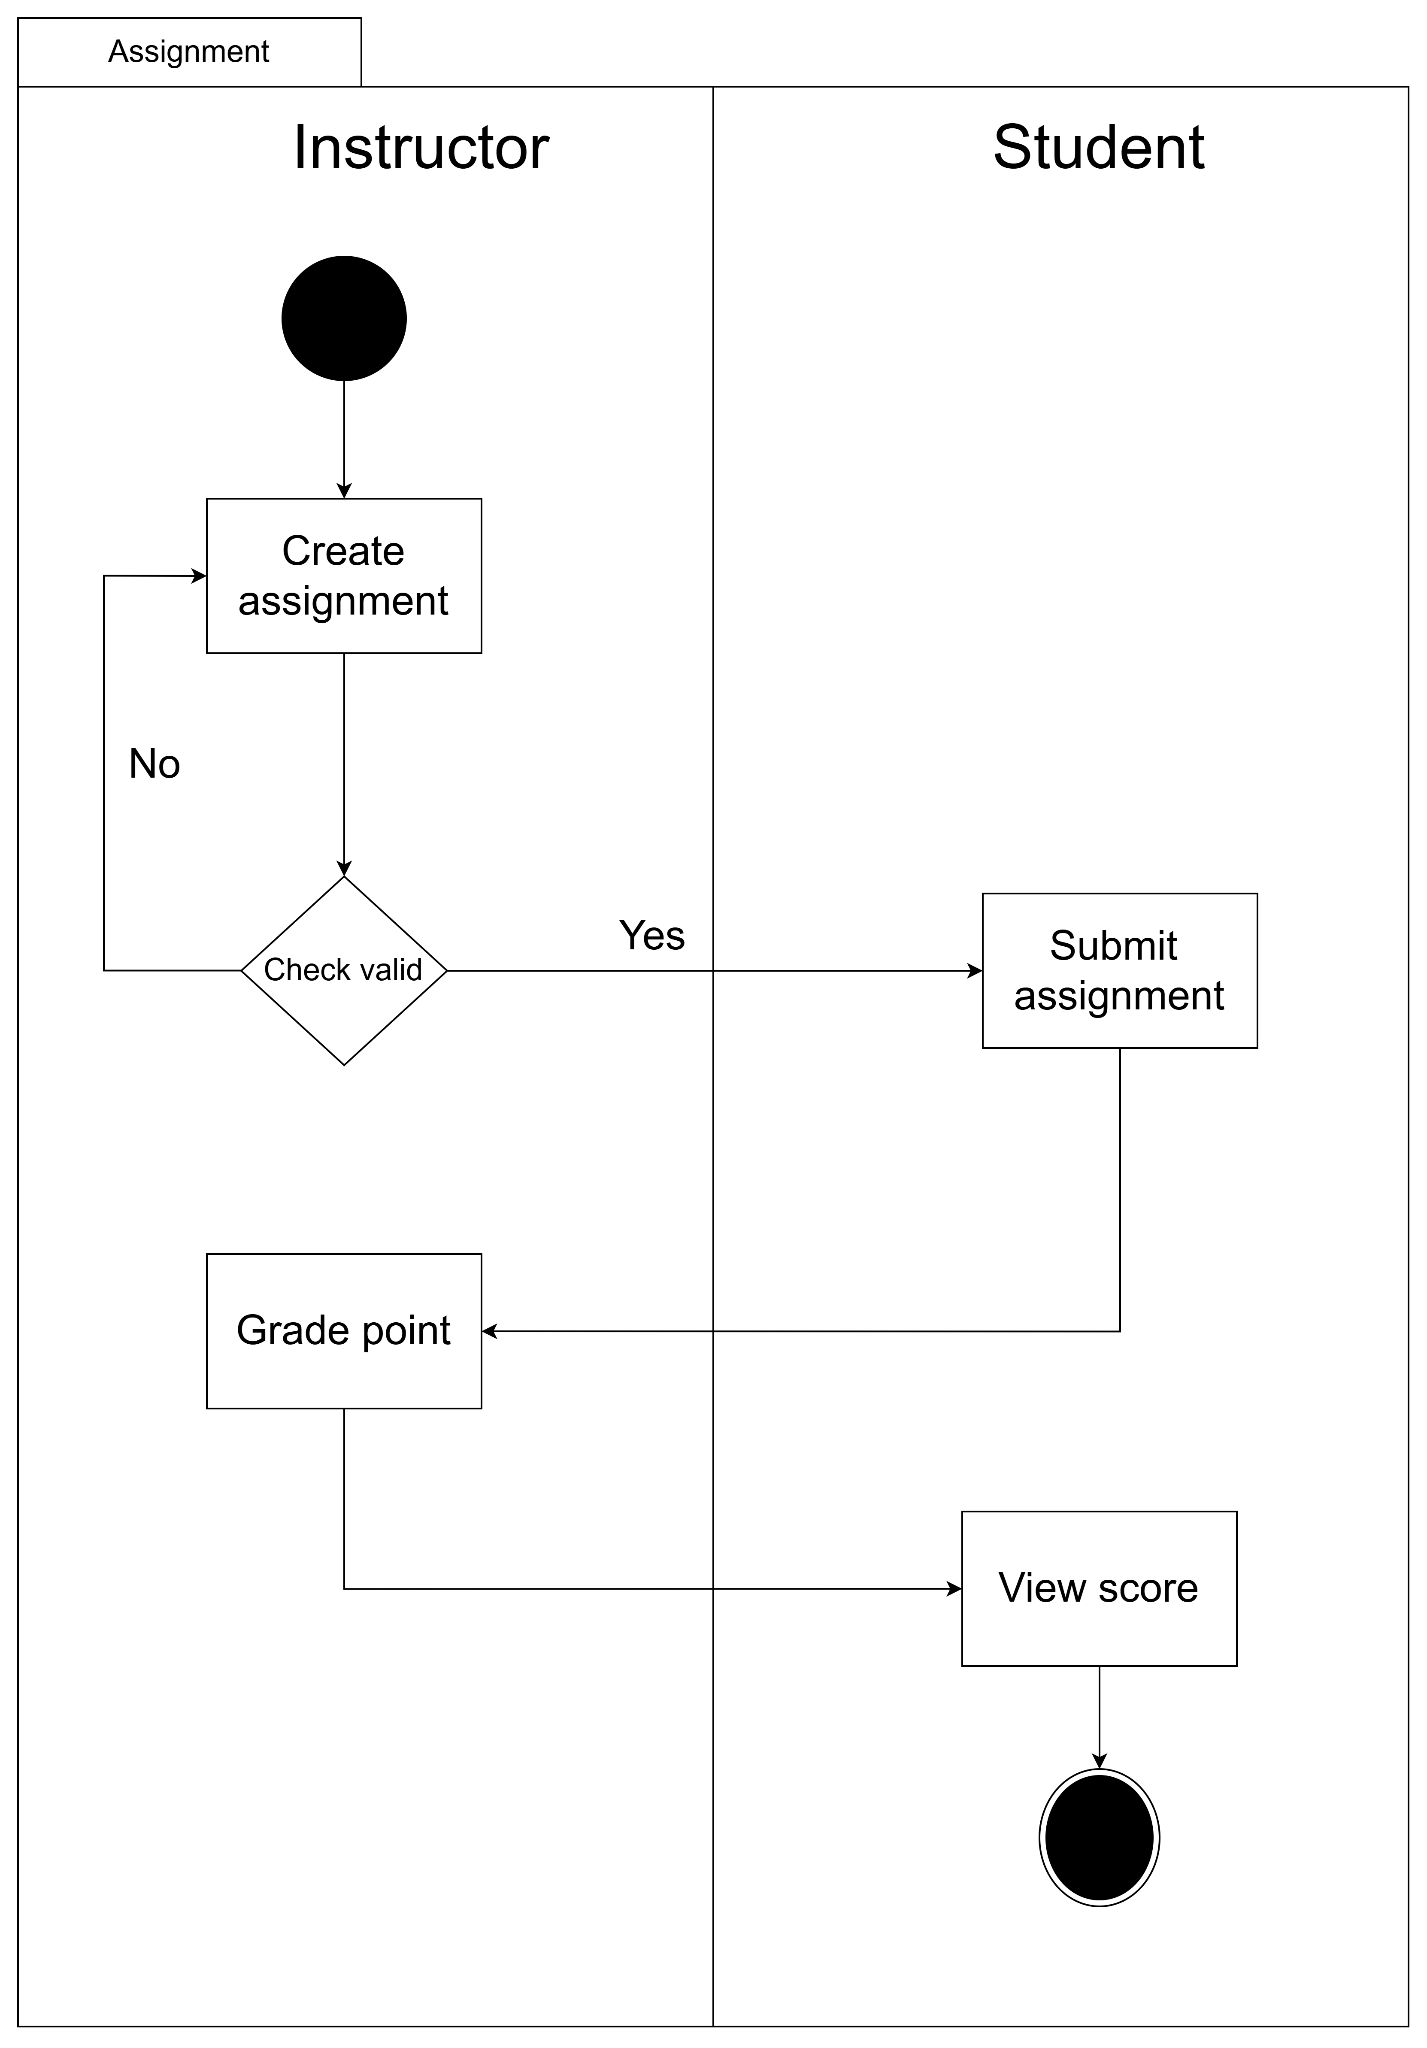 Assignment
Instructor
Student
Create
assignment
No
Check valid
Yes
Submit
assignment
Grade point
View score